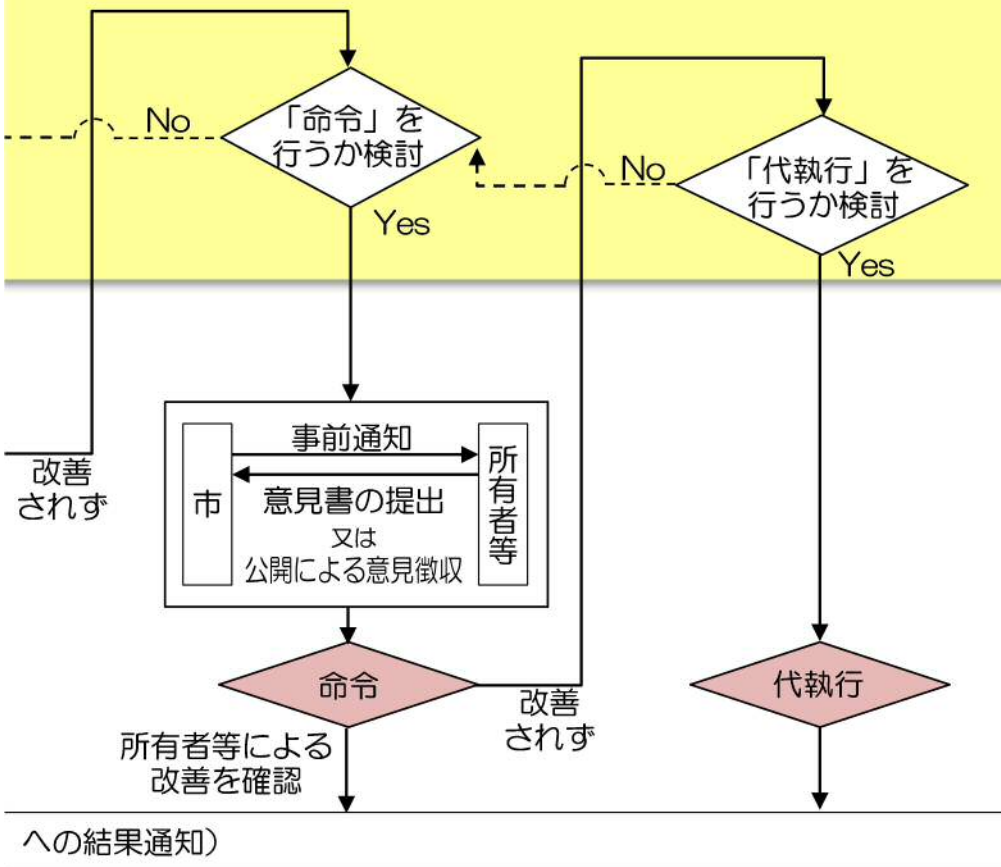 No
「命令」を
行うか検討
Yes
No
「代執行」を
行うか検討
Yes
改善
されず
市
事前通知
意見書の提出
又は
公開による意見徴収
所有者等
命令
改善
されず
代執行
所有者等による
改善を確認
への結果通知）